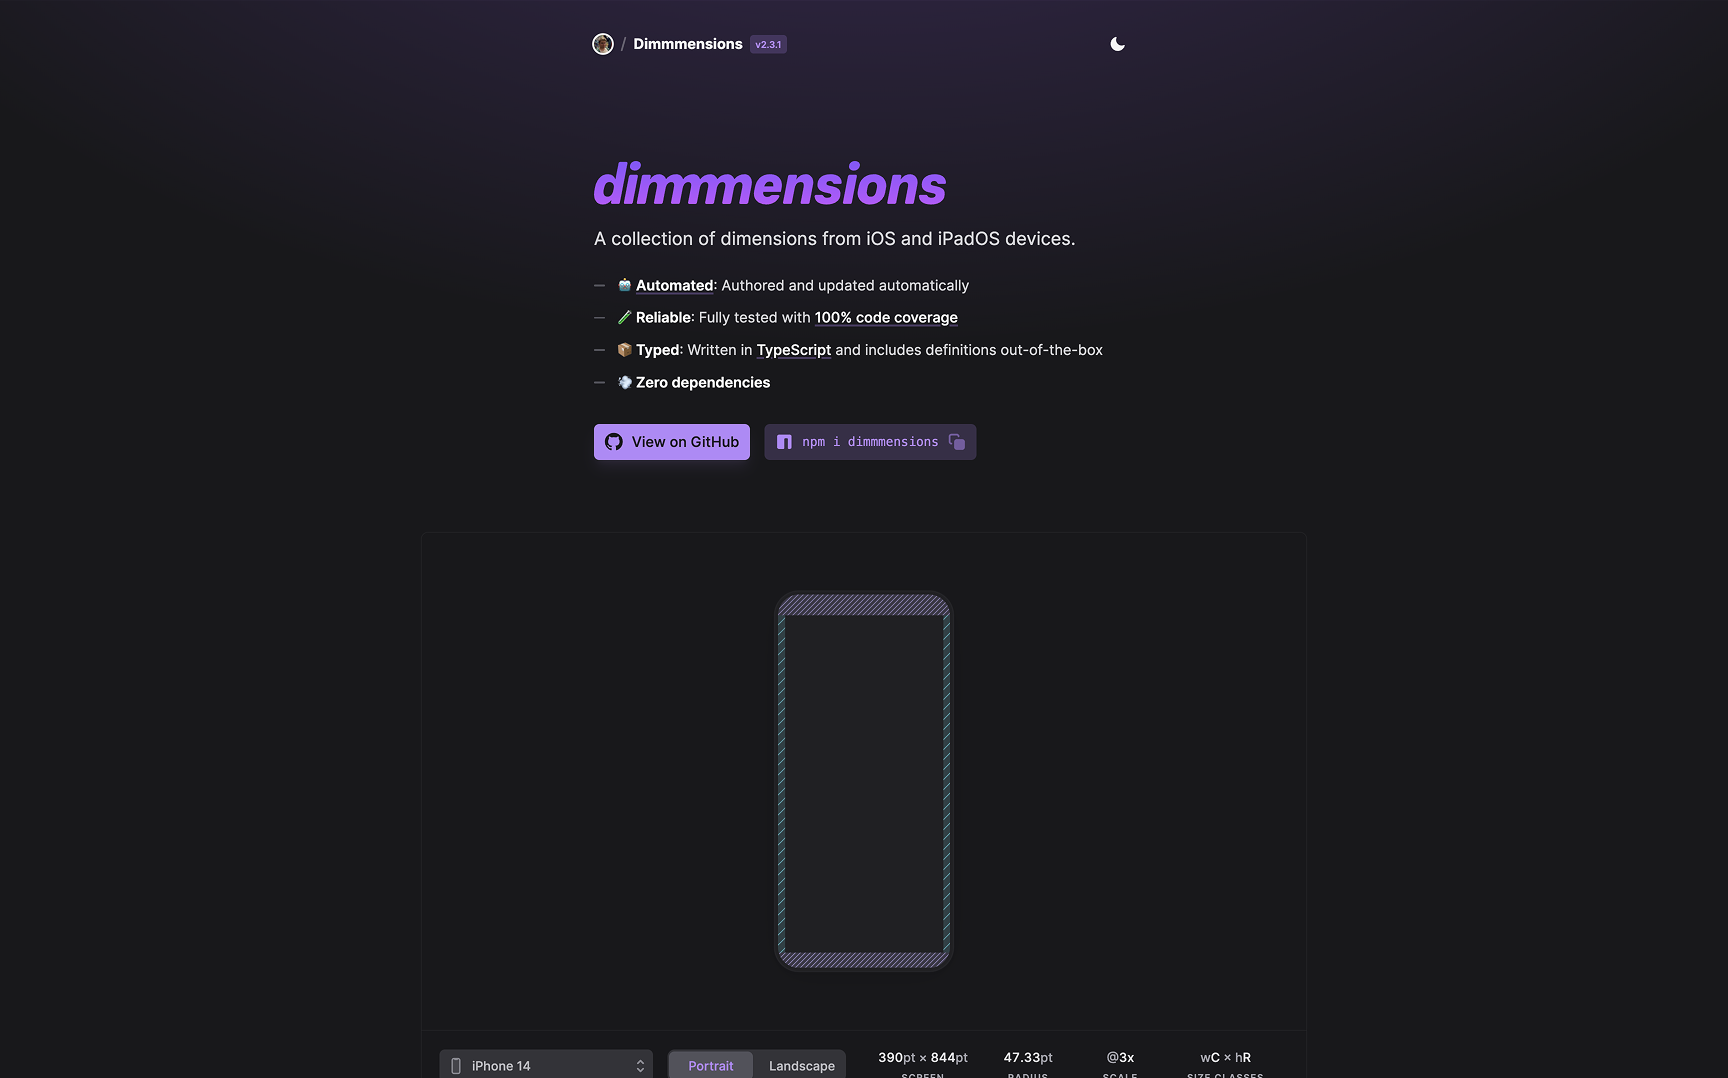 / Dimmmensions v2.3.1
dimmmensions
A collection of dimensions from iOS and iPadOS devices.
Automated: Authored and updated automatically
Reliable: Fully tested with 100% code coverage
Typed: Written in TypeScript and includes definitions out-of-the-box
Zero dependencies
View on GitHub
npm i dimmmensions
iPhone 14
Portrait
Landscape
390pt × 844pt
SCREEN
47.33pt
RADIUS
@3x
SCALE
wC × hR
SIZE CLASSES